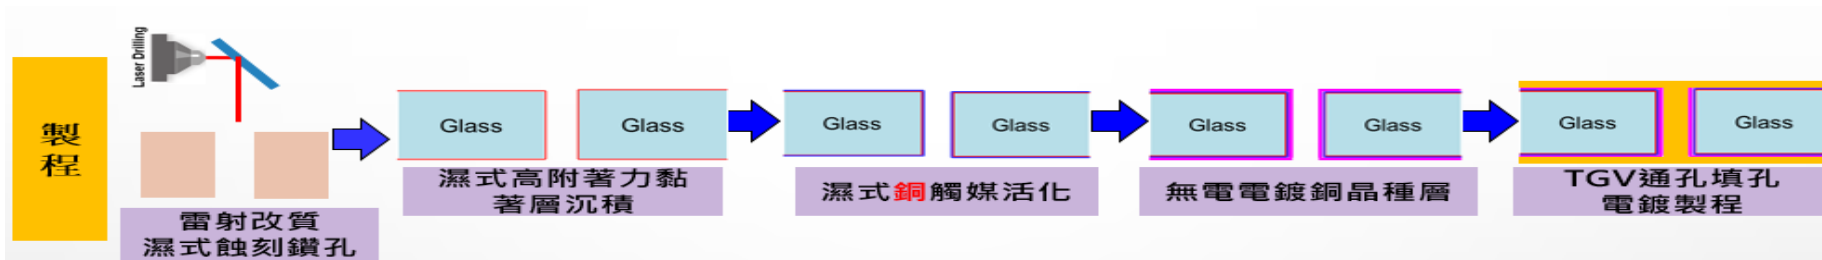 製
程
Laser Drilling
雷射改質
濕式蝕刻鑽孔
Glass
Glass
濕式高附著力黏
著層沉積
Glass
Glass
濕式銅觸媒活化
Glass
Glass
無電電鍍銅晶種層
Glass
Glass
TGV通孔填孔
電鍍製程